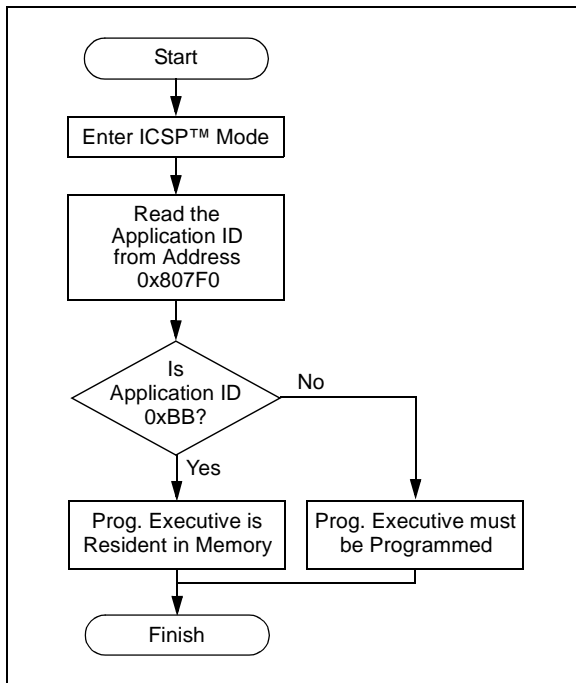 Start
Enter ICSP™ Mode
Read the
Application ID
from Address
0x807F0
Is
Application ID
0xBB?
No
Yes
Prog. Executive is
Resident in Memory
Prog. Executive must
be Programmed
Finish